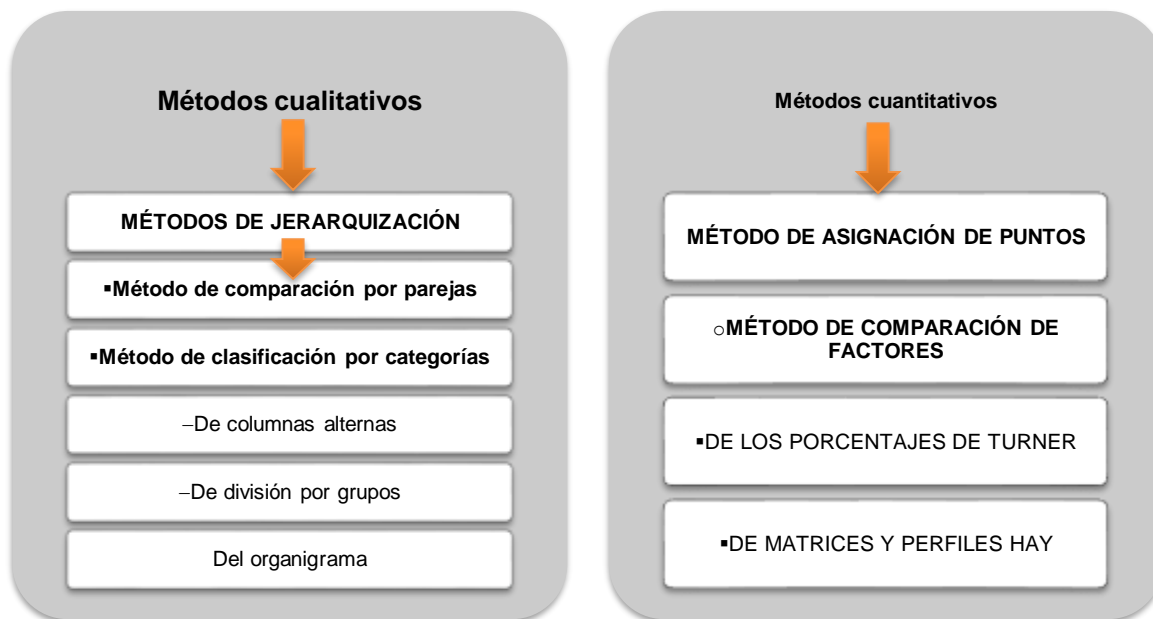 Métodos cualitativos
MÉTODOS DE JERARQUIZACIÓN
▪Método de comparación por parejas
▪Método de clasificación por categorías
–De columnas alternas
–De división por grupos
Del organigrama
Métodos cuantitativos
MÉTODO DE ASIGNACIÓN DE PUNTOS
○MÉTODO DE COMPARACIÓN DE
FACTORES
▪DE LOS PORCENTAJES DE TURNER
▪DE MATRICES Y PERFILES HAY